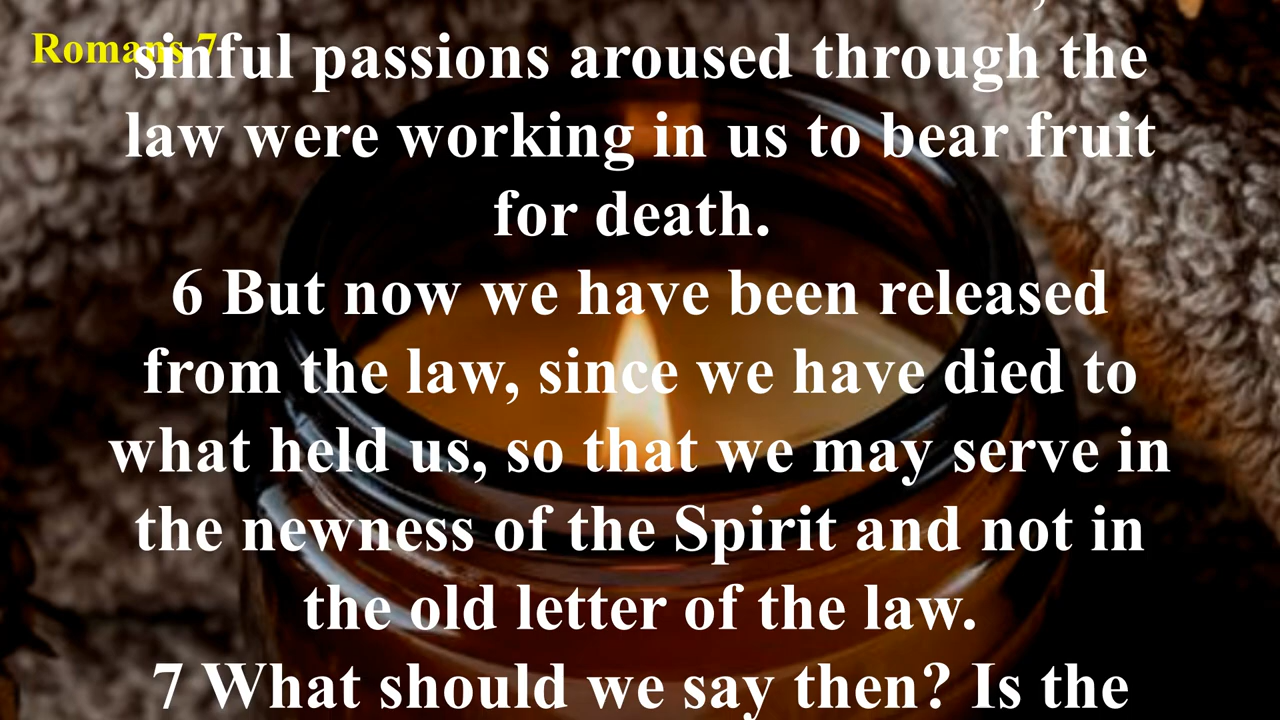 Romans 7
sinful passions aroused through the
law were working in us to bear fruit
for death.
6 But now we have been released
from the law, since we have died to
what held us, so that we may serve in
the newness of the Spirit and not in
the old letter of the law.
7 What should we say then? Is the